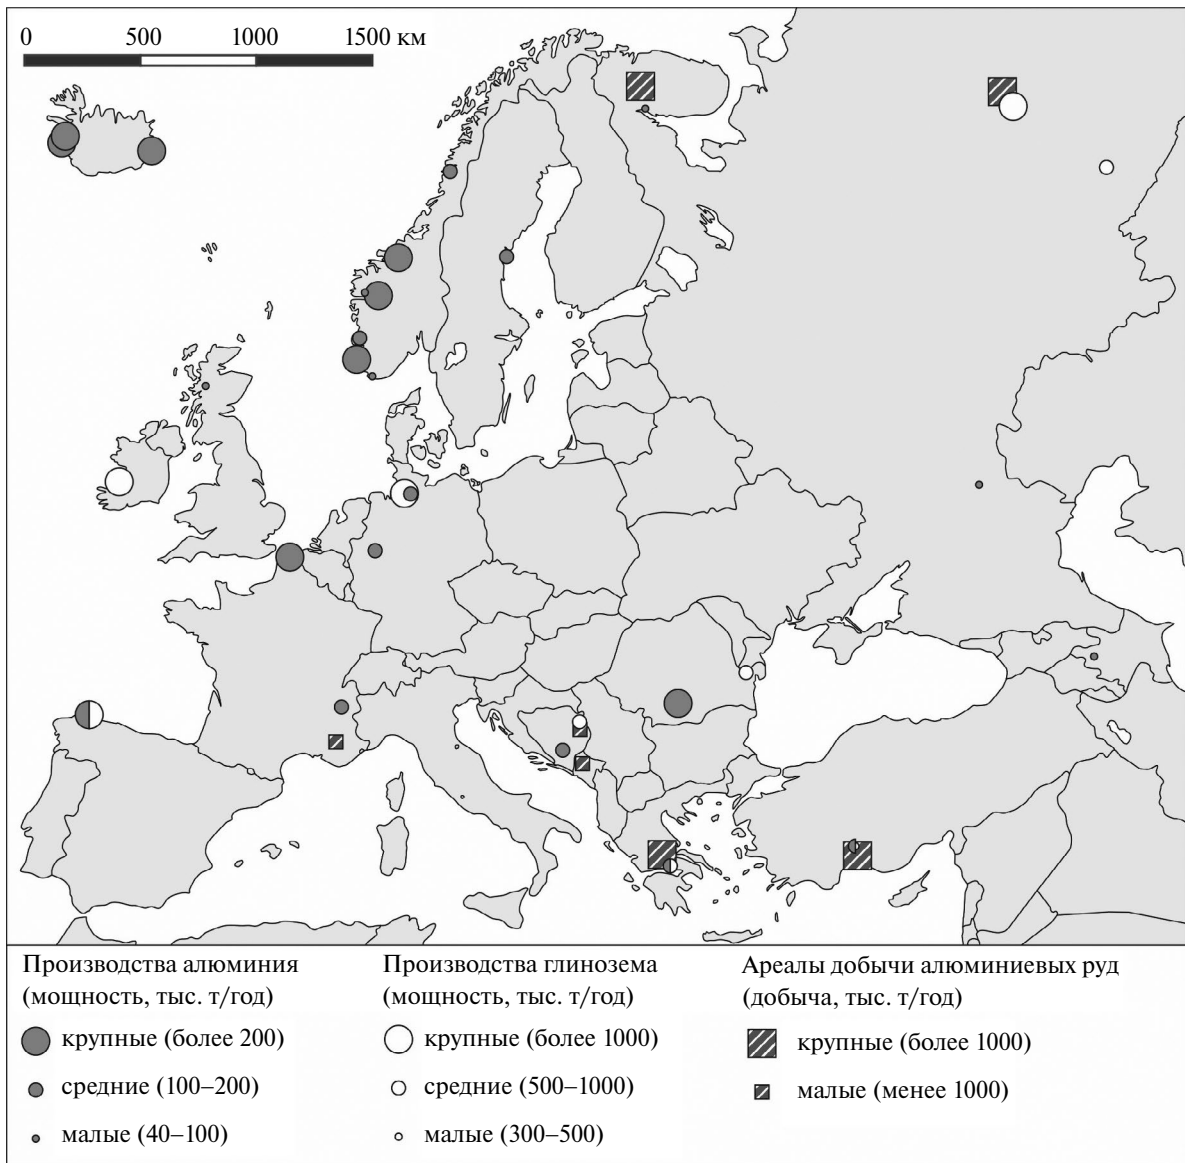 0 500 1000 1500 км
Производства алюминия
(мощность, тыс. т/год)
крупные (более 200)
средние (100–200)
малые (40–100)
Производства глинозема
(мощность, тыс. т/год)
крупные (более 1000)
средние (500–1000)
малые (300–500)
Ареалы добычи алюминиевых руд
(добыча, тыс. т/год)
крупные (более 1000)
малые (менее 1000)